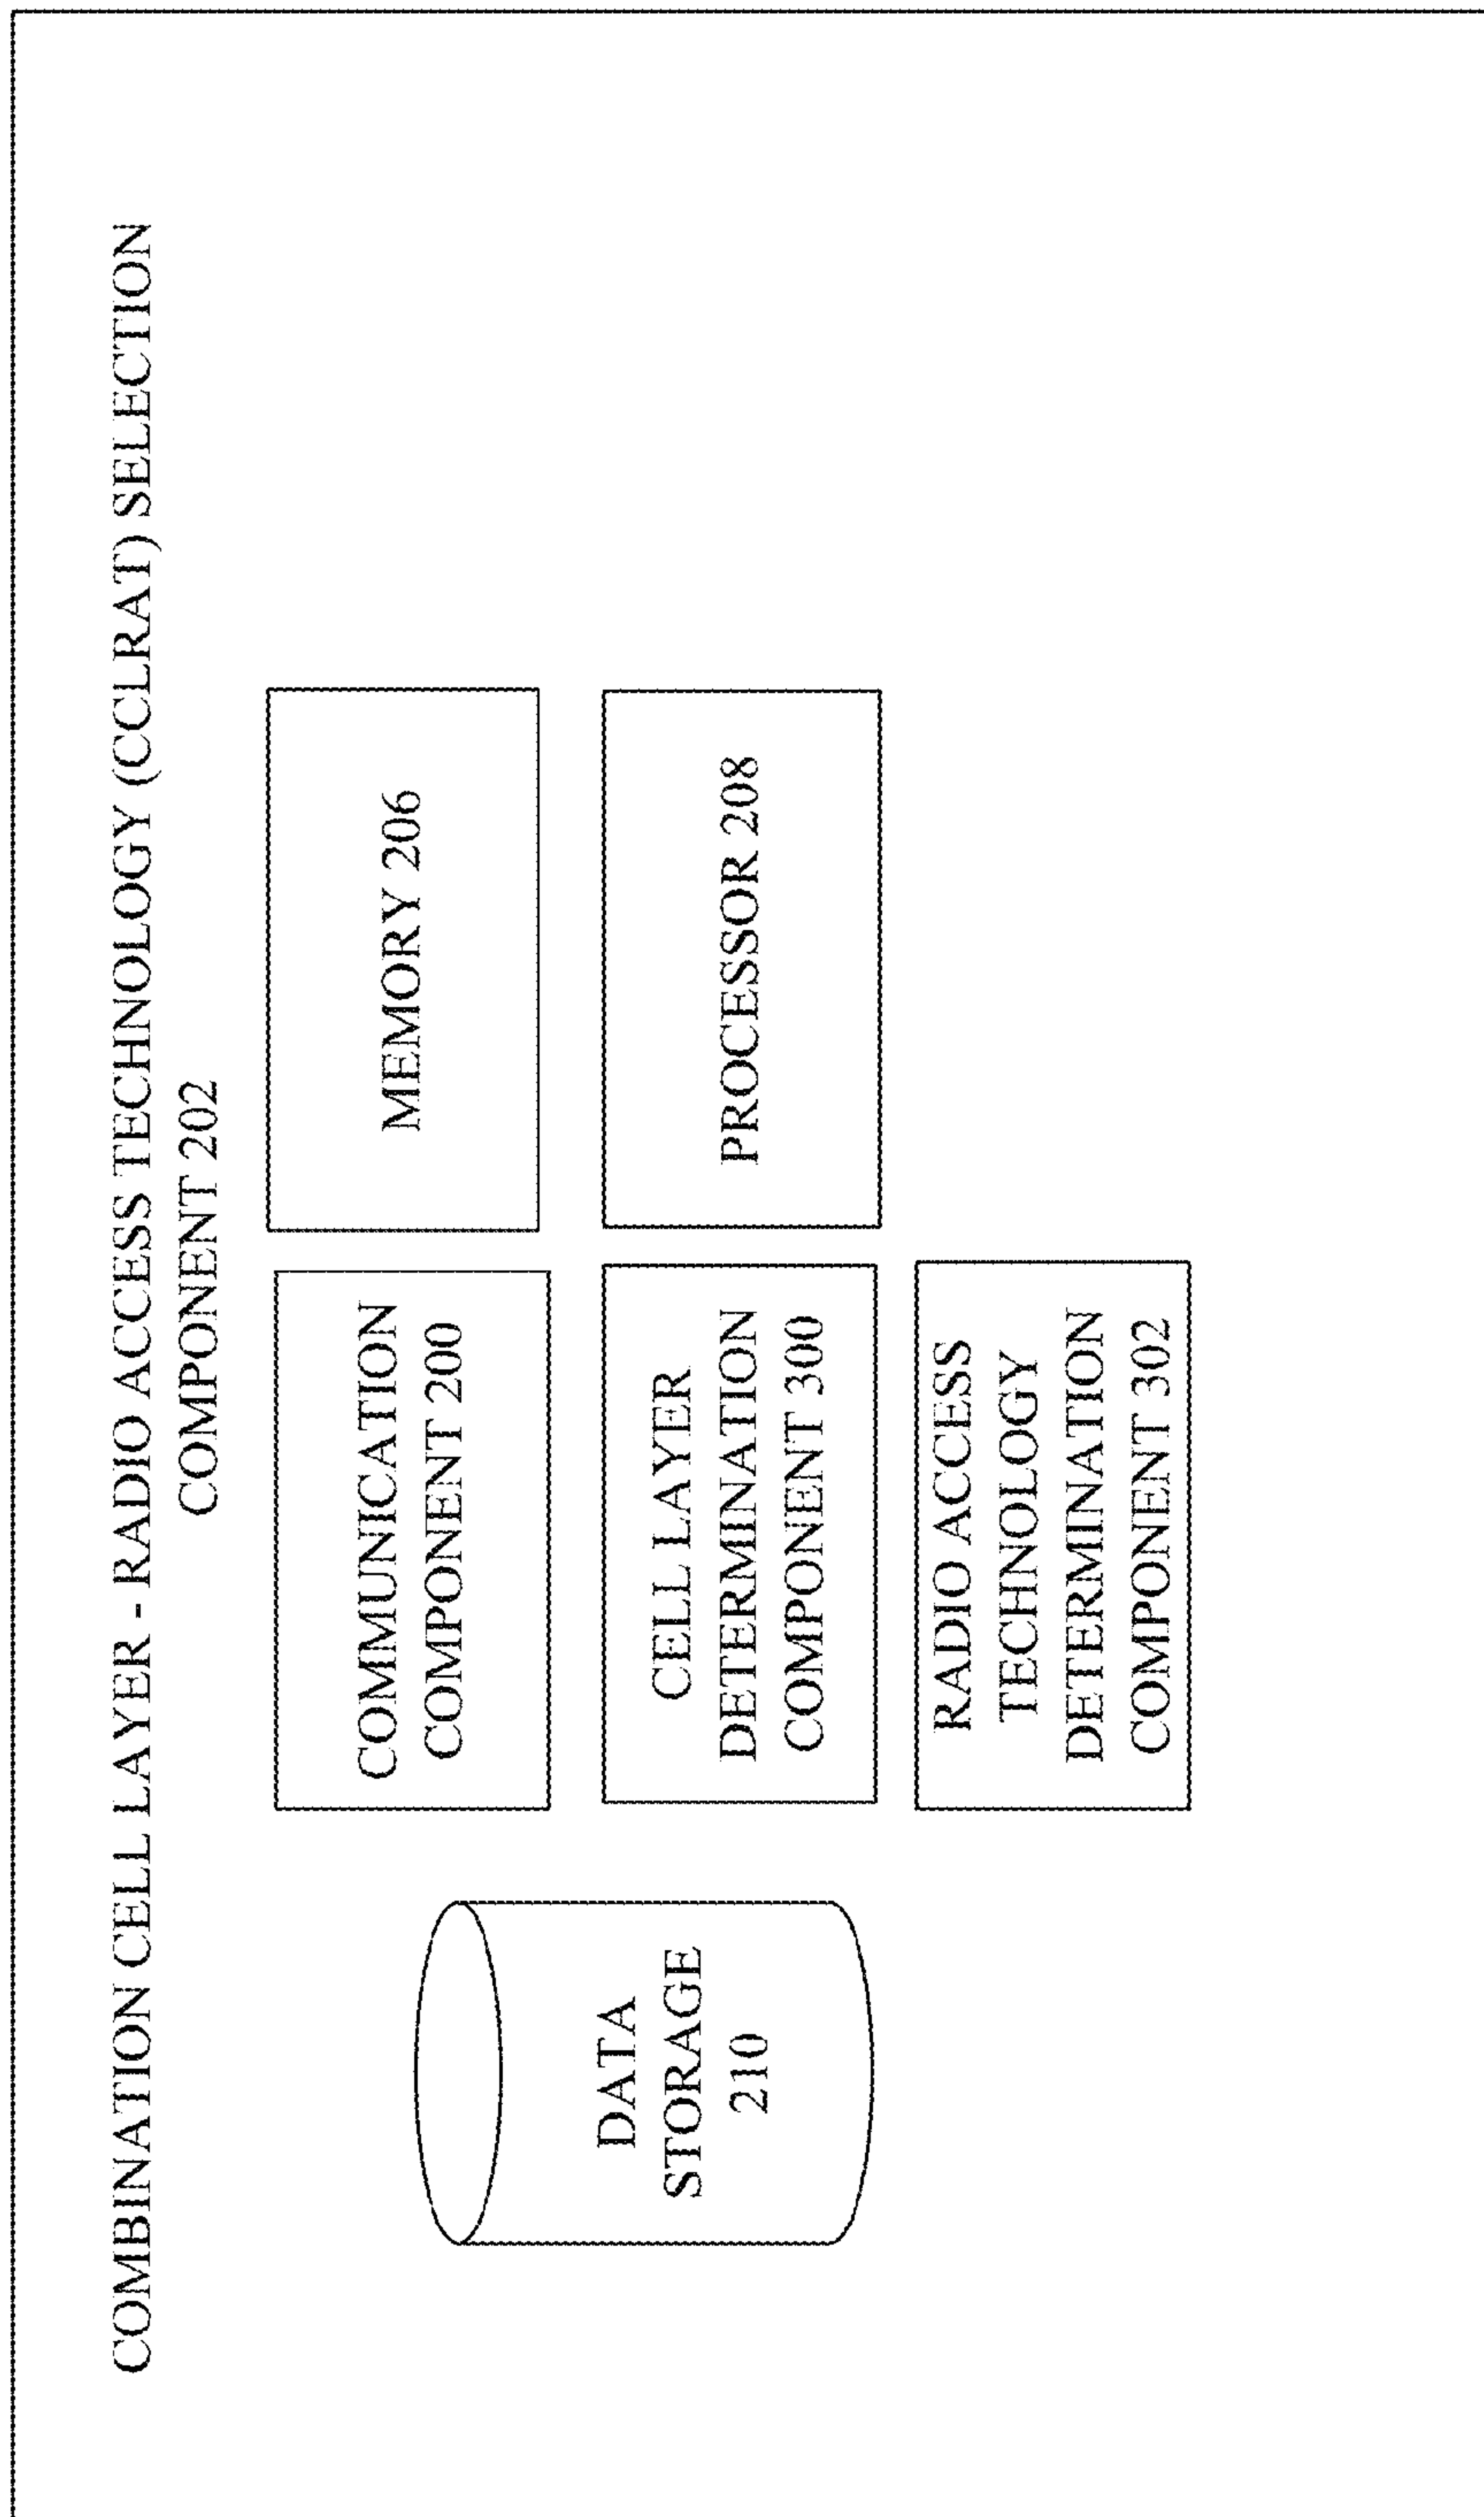 COMBINATION CELL LAYER - RADIO ACCESS TECHNOLOGY (CCLRAT) SELECTION
COMPONENT 202
DATA
STORAGE
210
COMMUNICATION
COMPONENT 200
CELL LAYER
DETERMINATION
COMPONENT 300
RADIO ACCESS
TECHNOLOGY
DETERMINATION
COMPONENT 302
MEMORY 206
PROCESSOR 208